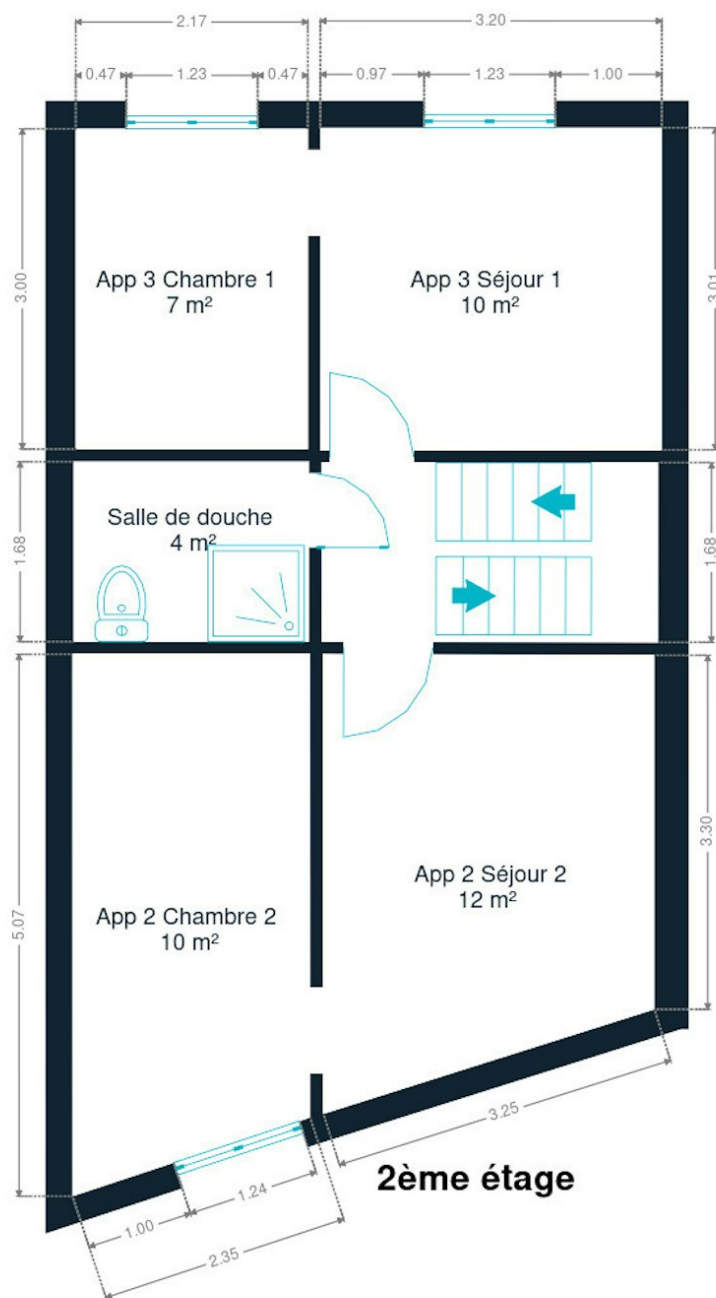 2.17
3.20
0.47
1.23
0.47
0.97
1.23
1.00
3.00
App 3 Chambre 1
7 m²
App 3 Séjour 1
10 m²
3.01
1.68
Salle de douche
4 m²
1.68
5.07
App 2 Chambre 2
10 m²
App 2 Séjour 2
12 m²
3.30
3.25
2ème étage
1.00
1.24
2.35